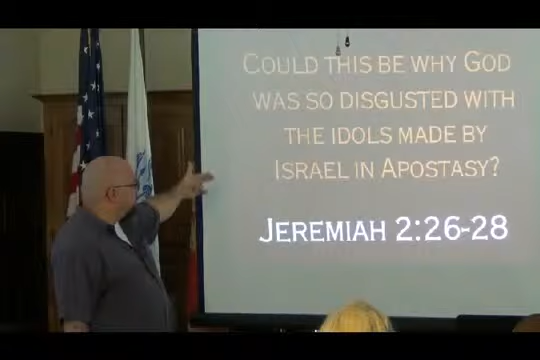 COULD THIS BE WHY GOD
WAS SO DISGUSTED WITH
THE IDOLS MADE BY
ISRAEL IN APOSTASY?
JEREMIAH 2:26-28